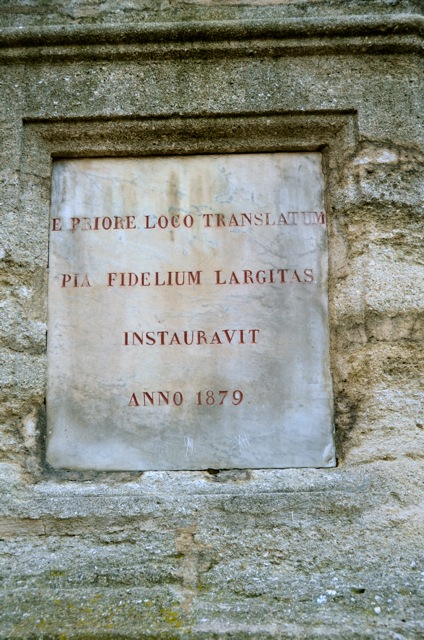 E PRIORE LOCO TRANSLATUM
PIA FIDELIUM LARGITAS
INSTAURAVIT
ANNO 1879